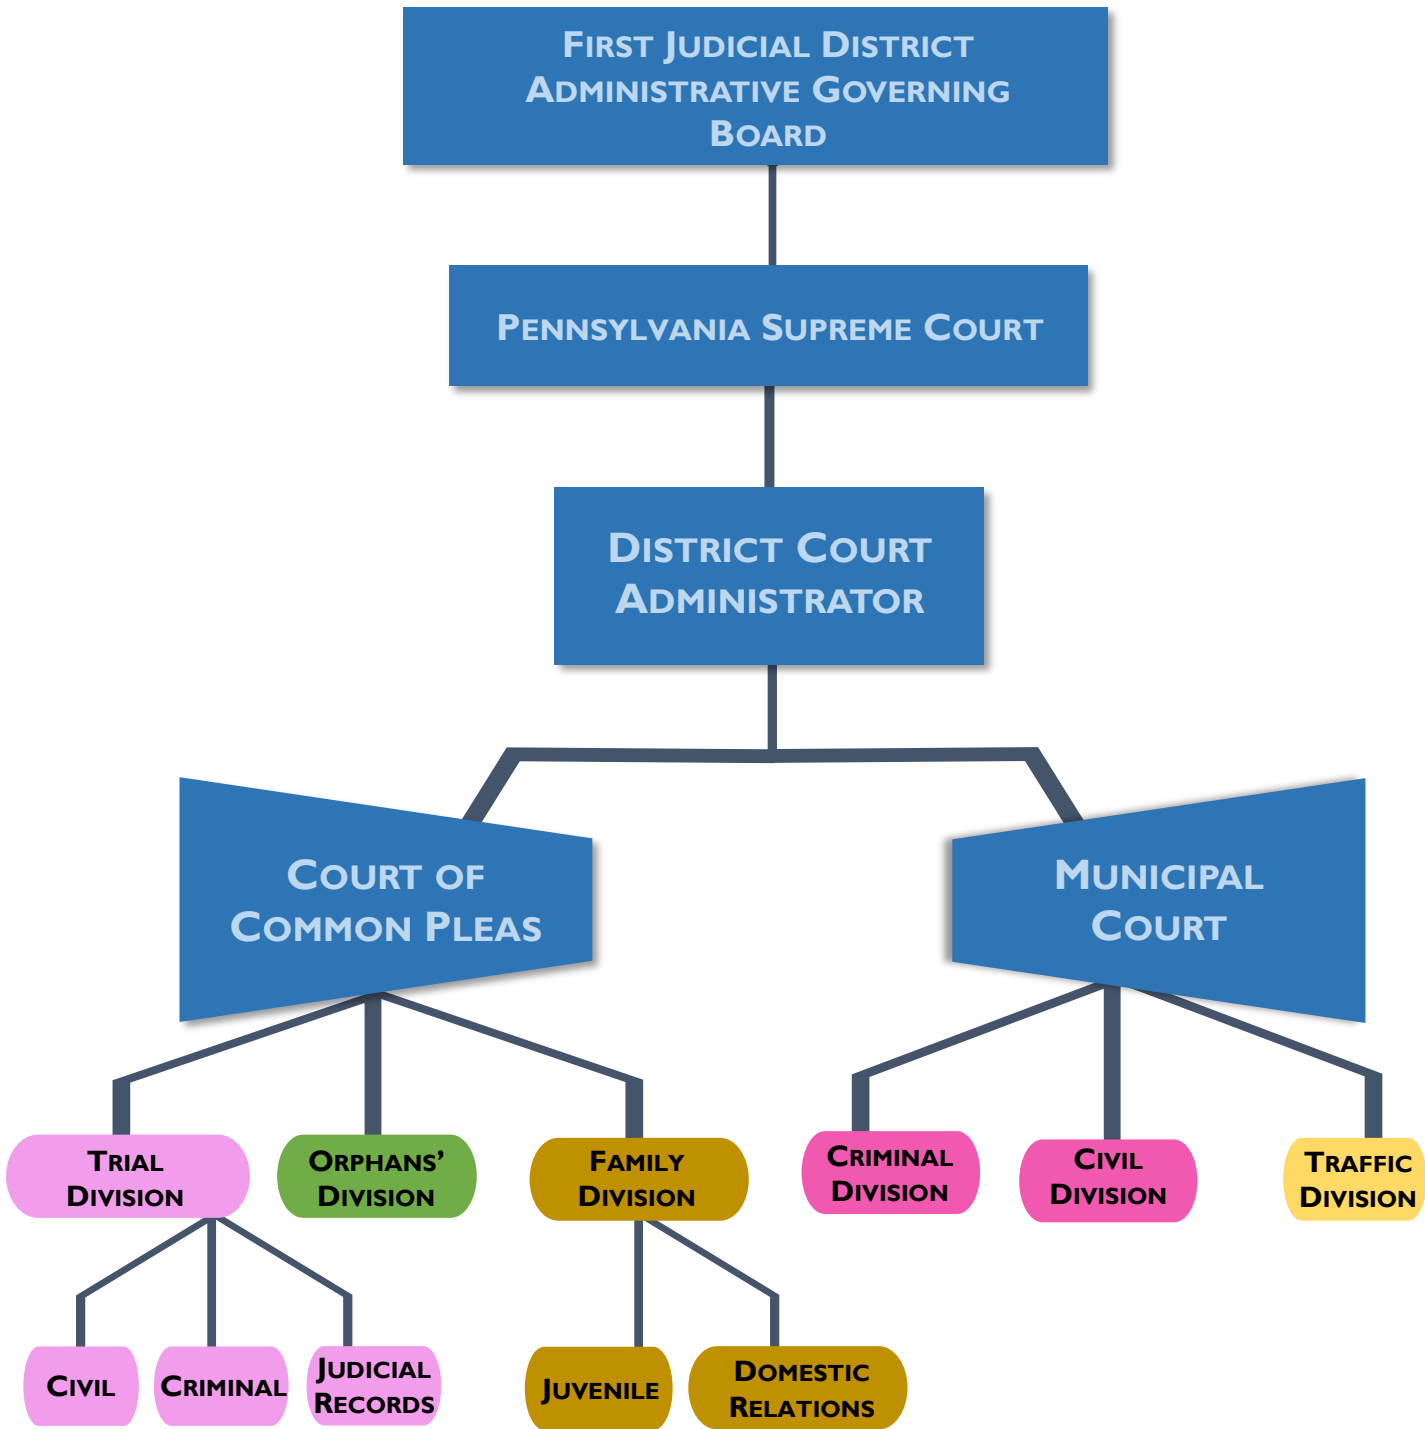 First Judicial District
Administrative Governing
Board
Pennsylvania Supreme Court
District Court
Administrator
Court of
Common Pleas
Municipal
Court
Trial
Division
Orphans’
Division
Family
Division
Criminal
Division
Civil
Division
Traffic
Division
Civil
Criminal
Judicial
Records
Juvenile
Domestic
Relations